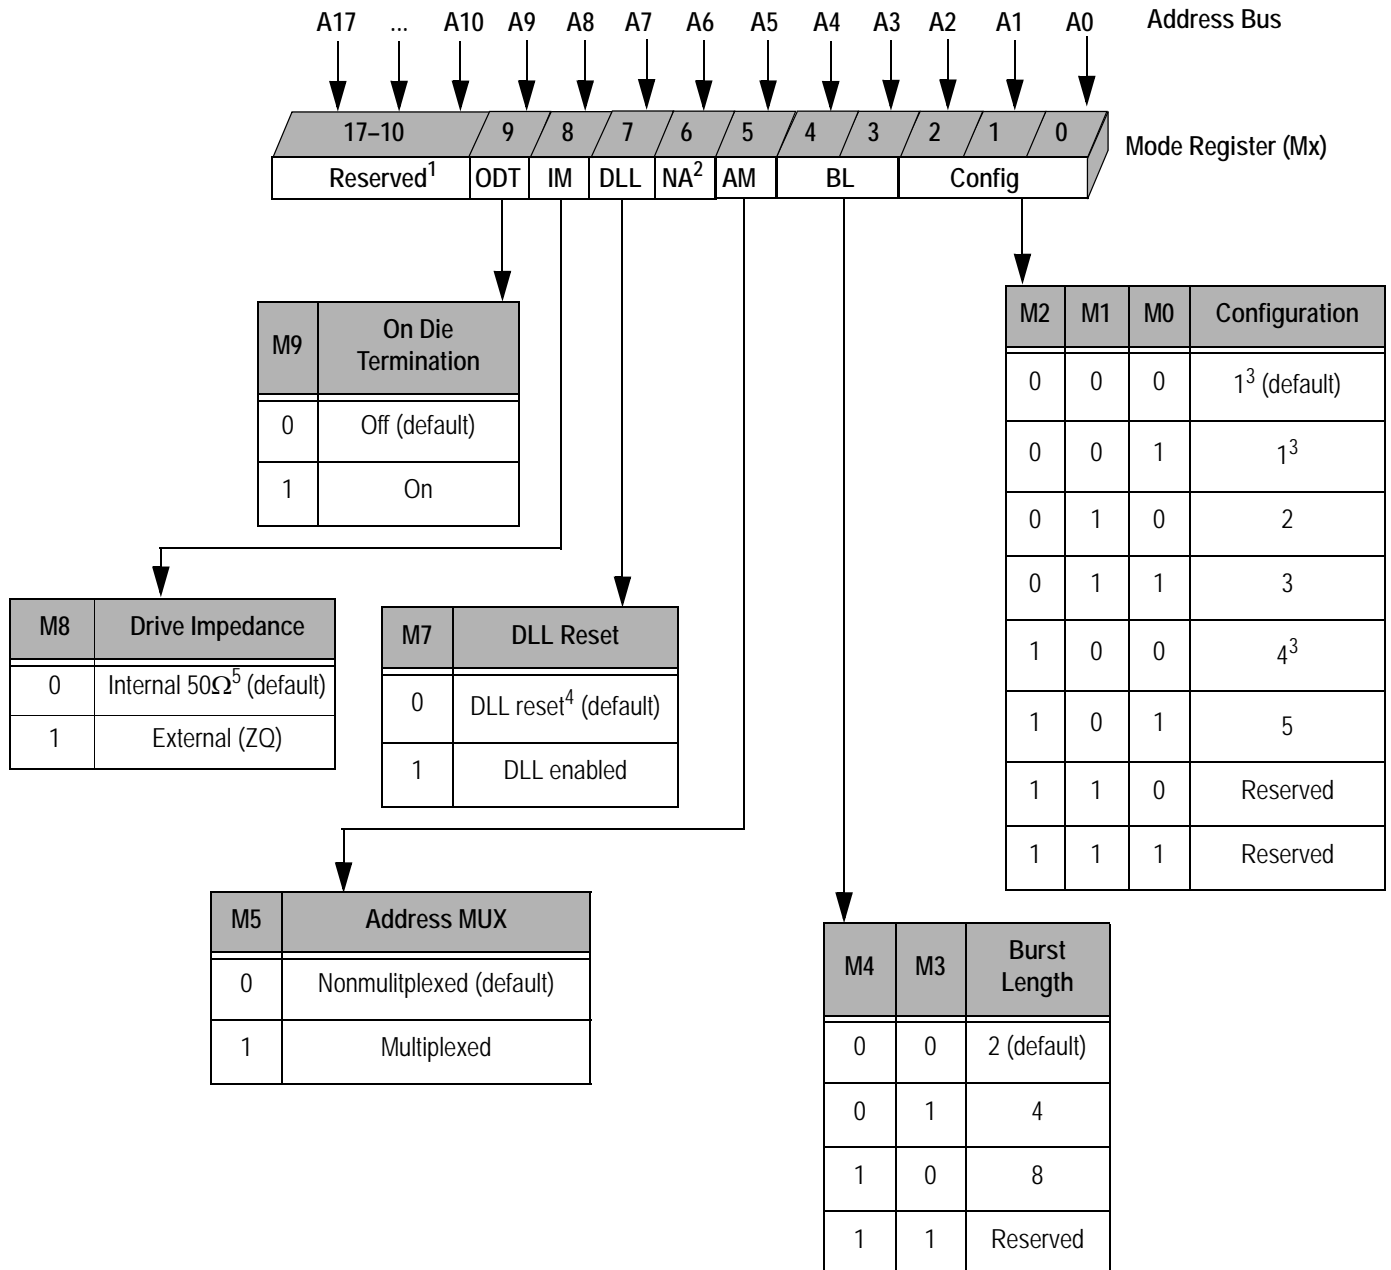 A17 ... A10 A9 A8 A7 A6 A5 A4 A3 A2 A1 A0 Address Bus
17–10 9 8 7 6 5 4 3 2 1 0
Mode Register (Mx)
Reserved1 ODT IM DLL NA2 AM BL Config
M9 On Die Termination
0 Off (default)
1 On
M2 M1 M0 Configuration
0 0 0 13 (default)
0 0 1 13
0 1 0 2
0 1 1 3
1 0 0 43
1 0 1 5
1 1 0 Reserved
1 1 1 Reserved
M8 Drive Impedance
0 Internal 50Ω5 (default)
1 External (ZQ)
M7 DLL Reset
0 DLL reset4 (default)
1 DLL enabled
M5 Address MUX
0 Nonmulitplexed (default)
1 Multiplexed
M4 M3 Burst Length
0 0 2 (default)
0 1 4
1 0 8
1 1 Reserved